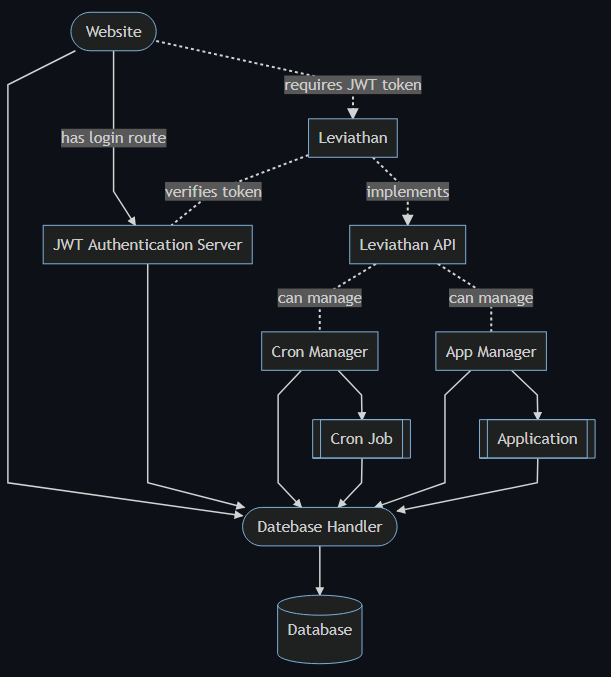 Website
requires JWT token
has login route
Leviathan
verifies token
implements
JWT Authentication Server
Leviathan API
can manage
can manage
Cron Manager
App Manager
Cron Job
Application
Datebase Handler
Database